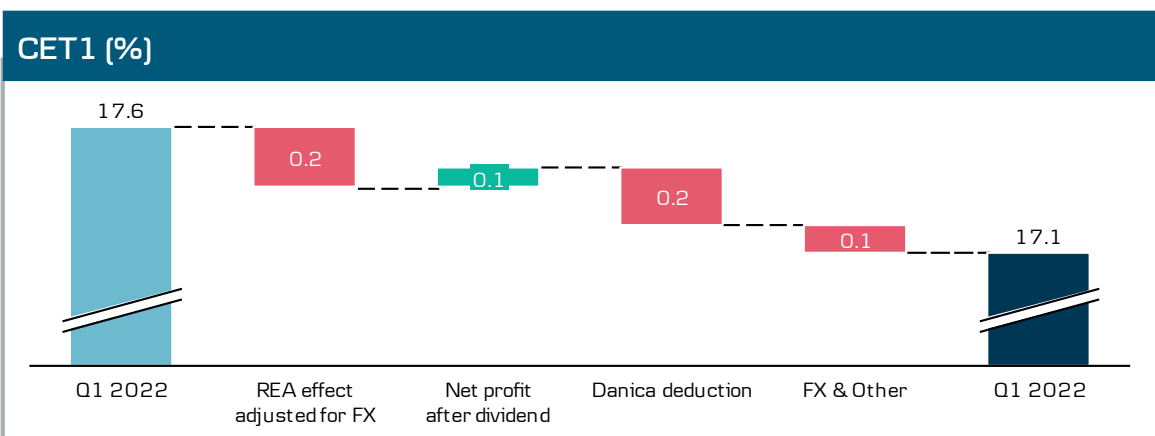 CET1 (%)
17.6
0.2
0.1
0.2
0.1
17.1
Q1 2022
REA effect
adjusted for FX
Net profit
after dividend
Danica deduction
FX & Other
Q1 2022